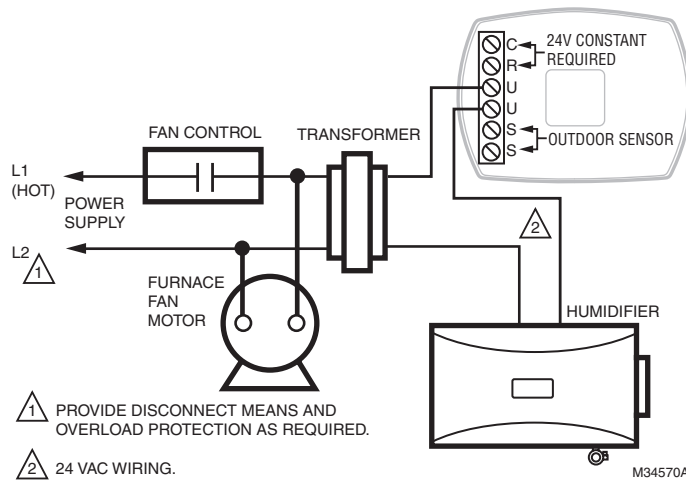 C
24V CONSTANT
R
REQUIRED
U
U
S
OUTDOOR SENSOR
S
FAN CONTROL
TRANSFORMER
L1
(HOT)
POWER
SUPPLY
L2
1
2
FURNACE
FAN
MOTOR
HUMIDIFIER
1 PROVIDE DISCONNECT MEANS AND
OVERLOAD PROTECTION AS REQUIRED.
2 24 VAC WIRING.
M34570A